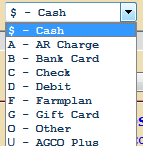 $ - Cash
$ - Cash
A - AR Charge
B - Bank Card
C - Check
D - Debit
F - Farmplan
G - Gift Card
O - Other
U - AGCO Plus